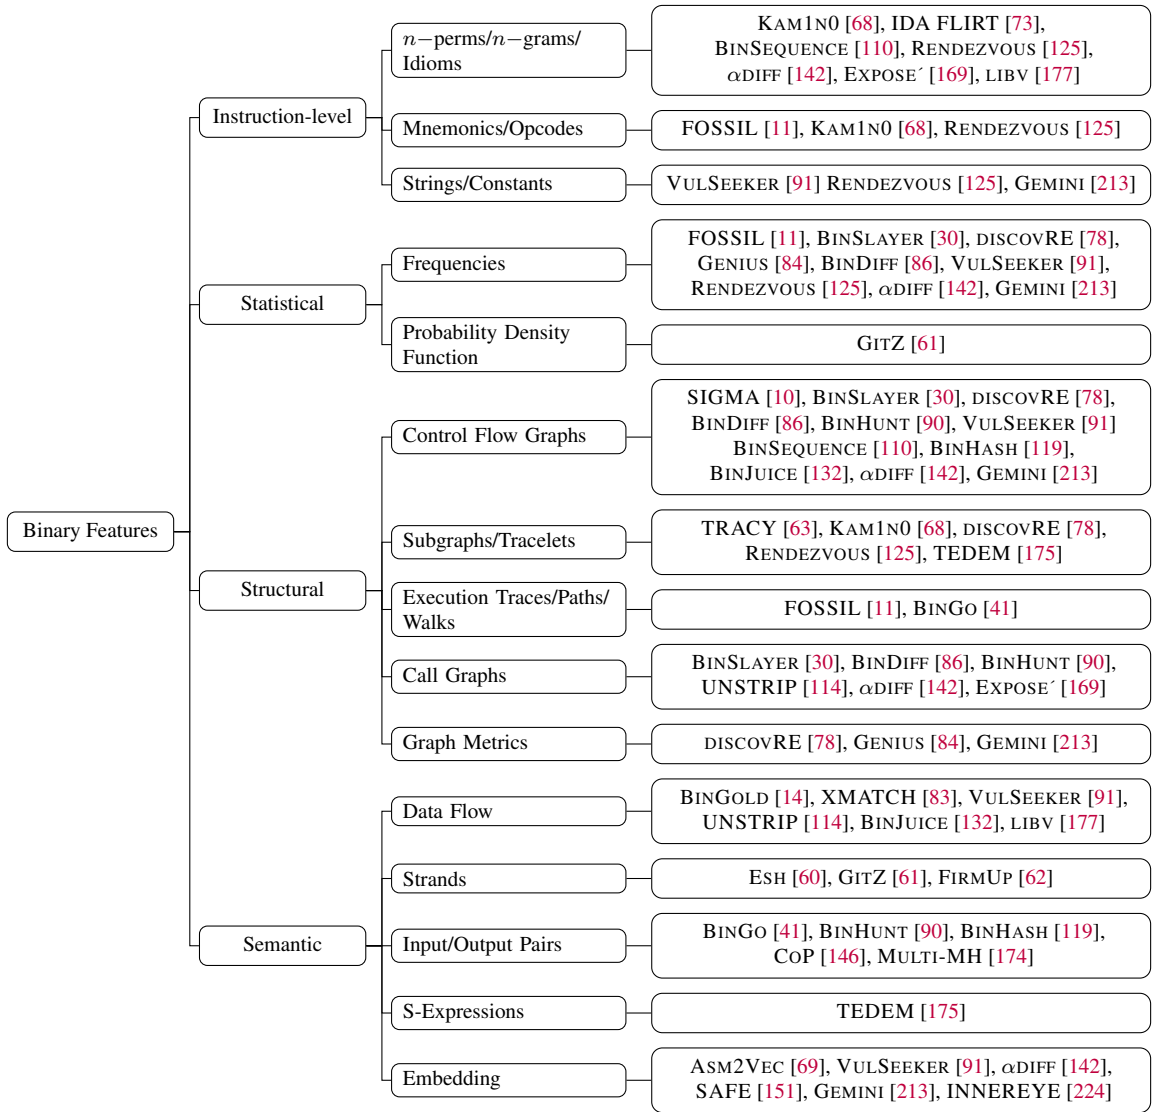 Binary Features
Instruction-level
n−perms/n−grams/
Idioms
KAM1N0 [68], IDA FLIRT [73],
BINSEQUENCE [110], RENDEZVOUS [125],
αDIFF [142], EXPOSE´ [169], LIBV [177]
Mnemonics/Opcodes
FOSSIL [11], KAM1N0 [68], RENDEZVOUS [125]
Strings/Constants
VULSEEKER [91] RENDEZVOUS [125], GEMINI [213]
Statistical
Frequencies
FOSSIL [11], BINSLAYER [30], DISCOVRE [78],
GENIUS [84], BINDIFF [86], VULSEEKER [91],
RENDEZVOUS [125], αDIFF [142], GEMINI [213]
Probability Density
Function
GITZ [61]
Structural
Control Flow Graphs
SIGMA [10], BINSLAYER [30], DISCOVRE [78],
BINDIFF [86], BINHUNT [90], VULSEEKER [91]
BINSEQUENCE [110], BINHASH [119],
BINJUICE [132], αDIFF [142], GEMINI [213]
Subgraphs/Tracelets
TRACY [63], KAM1N0 [68], DISCOVRE [78],
RENDEZVOUS [125], TEDEM [175]
Execution Traces/Paths/
Walks
FOSSIL [11], BINGO [41]
Call Graphs
BINSLAYER [30], BINDIFF [86], BINHUNT [90],
UNSTRIP [114], αDIFF [142], EXPOSE´ [169]
Graph Metrics
DISCOVRE [78], GENIUS [84], GEMINI [213]
Semantic
Data Flow
BINGOLD [14], XMATCH [83], VULSEEKER [91],
UNSTRIP [114], BINJUICE [132], LIBV [177]
Strands
ESH [60], GITZ [61], FIRMUP [62]
Input/Output Pairs
BINGO [41], BINHUNT [90], BINHASH [119],
COP [146], MULTI-MH [174]
S-Expressions
TEDEM [175]
Embedding
ASM2VEC [69], VULSEEKER [91], αDIFF [142],
SAFE [151], GEMINI [213], INNEREYE [224]